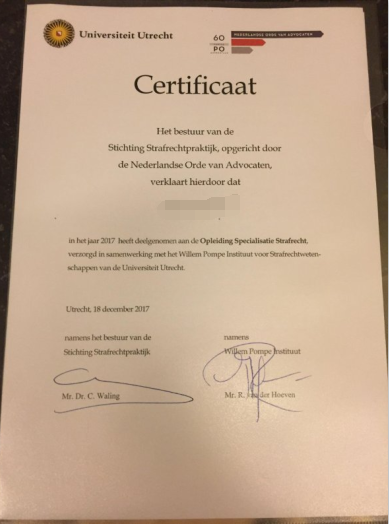 Universiteit Utrecht
60
PO
NEDERLANDSE ORDE VAN ADVOCATEN
Certificaat
Het bestuur van de
Stichting Strafrechtpraktijk, opgericht door
de Nederlandse Orde van Advocaten,
verklaart hierdoor dat
in het jaar 2017 heeft deelgenomen aan de Opleiding Specialisatie Strafrecht,
verzorgd in samenwerking met het Willem Pompe Instituut voor Strafrechtweten-
schappen van de Universiteit Utrecht.
Utrecht, 18 december 2017
namens het bestuur van de
Stichting Strafrechtpraktijk
namens
Willem Pompe Instituut
Mr. Dr. C. Waling
Mr. R. van der Hoeven